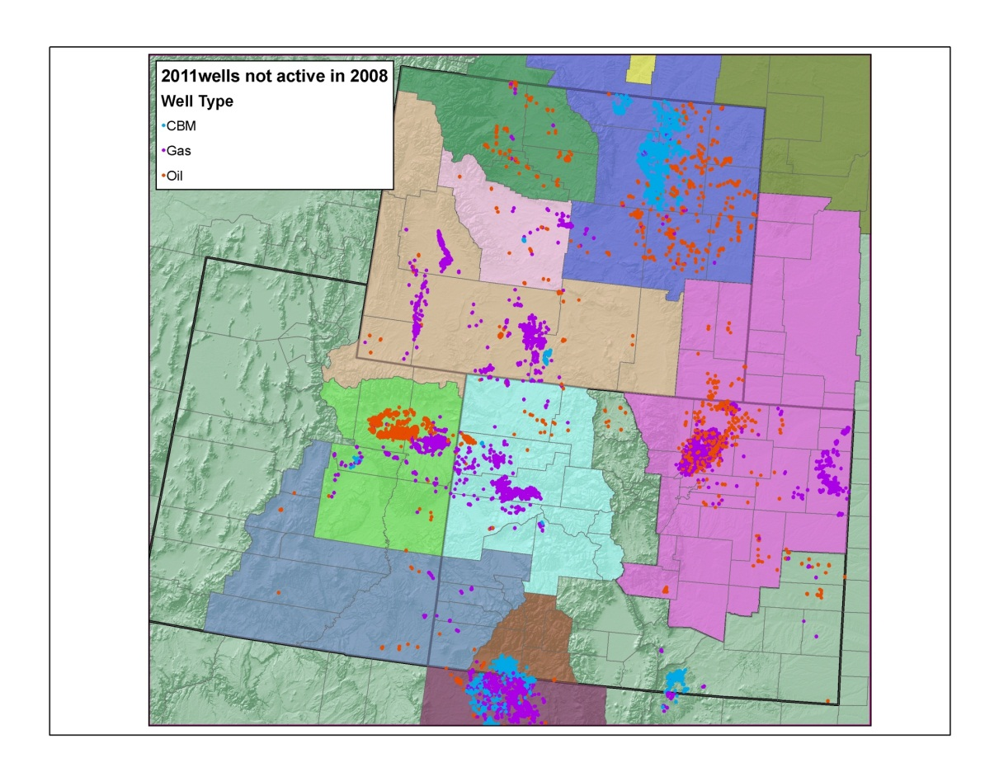 2011wells not active in 2008
Well Type
CBM
Gas
Oil